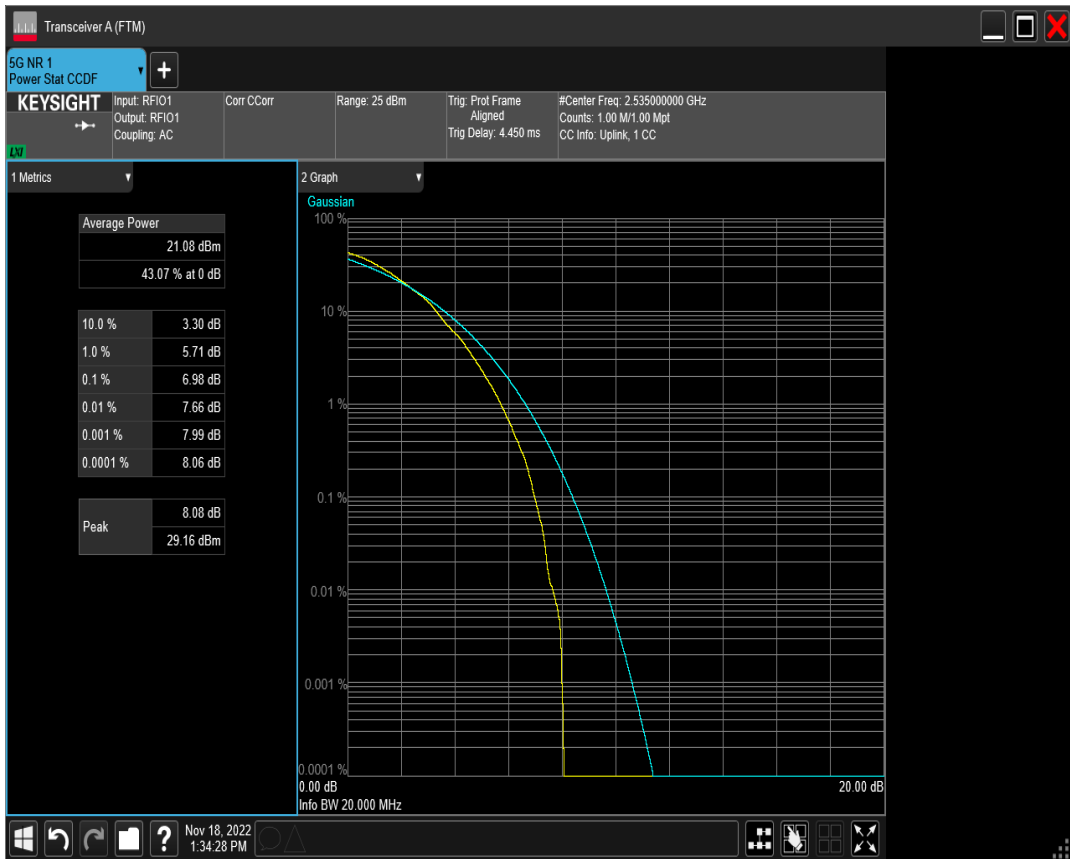 Transceiver A (FTM)
5G NR 1
Power Stat CCDF
KEYSIGHT
LXI
Input: RFIO1
Output: RFIO1
Coupling: AC
Corr CCorr
Range: 25 dBm
Trig: Prot Frame
Aligned
Trig Delay: 4.450 ms
#Center Freq: 2.535000000 GHz
Counts: 1.00 M/1.00 Mpt
CC Info: Uplink, 1 CC
1 Metrics
Average Power
21.08 dBm
43.07 % at 0 dB
10.0 % 3.30 dB
1.0 % 5.71 dB
0.1 % 6.98 dB
0.01 % 7.66 dB
0.001 % 7.99 dB
0.0001 % 8.06 dB
Peak 8.08 dB
29.16 dBm
2 Graph
Gaussian
100 %
10 %
1 %
0.1 %
0.01 %
0.001 %
0.0001 %
0.00 dB 20.00 dB
Info BW 20.000 MHz
Nov 18, 2022
1:34:28 PM